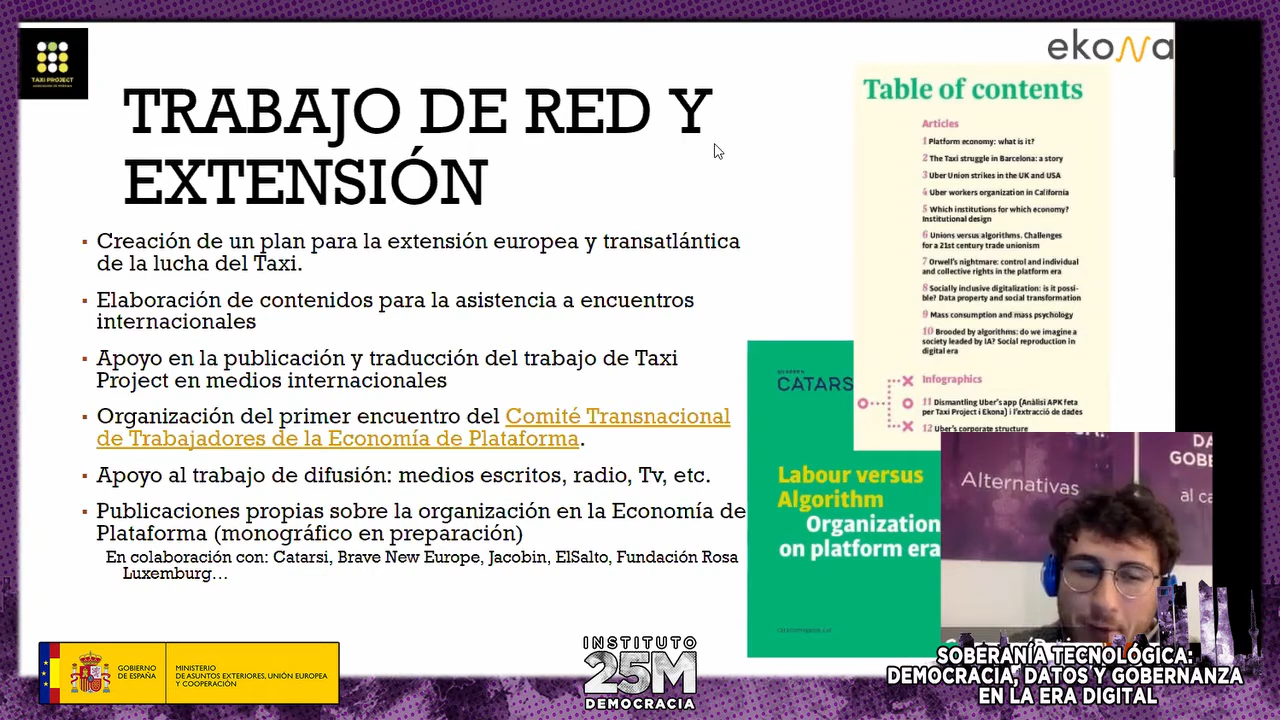 TAXI PROJECT
ekona
TRABAJO DE RED Y
EXTENSIÓN
▪ Creación de un plan para la extensión europea y transatlántica
de la lucha del Taxi.
▪ Elaboración de contenidos para la asistencia a encuentros
internacionales
▪ Apoyo en la publicación y traducción del trabajo de Taxi
Project en medios internacionales
▪ Organización del primer encuentro del Comité Transnacional
de Trabajadores de la Economía de Plataforma.
▪ Apoyo al trabajo de difusión: medios escritos, radio, Tv, etc.
▪ Publicaciones propias sobre la organización en la Economía de
Plataforma (monográfico en preparación)
En colaboración con: Catarsi, Brave New Europe, Jacobin, ElSalto, Fundación Rosa
Luxemburg…
Table of contents
Articles
1 Platform economy: what is it?
2 The Taxi struggle in Barcelona: a story
3 Uber Union strikes in the UK and USA
4 Uber workers organization in California
5 Which institutions for which economy?
Institutional design
6 Unions versus algorithms. Challenges
for a 21st century trade unionism
7 Orwell's nightmare: control and individual
and collective rights in the platform era
8 Socially inclusive digitalization: is it possi-
ble? Data property and social transformation
9 Mass consumption and mass psychology
10 Brooded by algorithms: do we imagine a
society leaded by IA? Social reproduction in
digital era
Infographics
11 Dismantling Uber's app (Anàlisi APK feta
per Taxi Project i Ekona) i l'extracció de dades
12 Uber's corporate structure
CATARS
Labour versus
Algorithm
Organization
on platform era
Alternativas
DA
GOBE
al ca
GOBIERNO
DE ESPAÑA
MINISTERIO
DE ASUNTOS EXTERIORES, UNIÓN EUROPEA
Y COOPERACIÓN
INSTITUTO
25M
DEMOCRACIA
SOBERANÍA TECNOLÓGICA:
DEMOCRACIA, DATOS Y GOBERNANZA
EN LA ERA DIGITAL